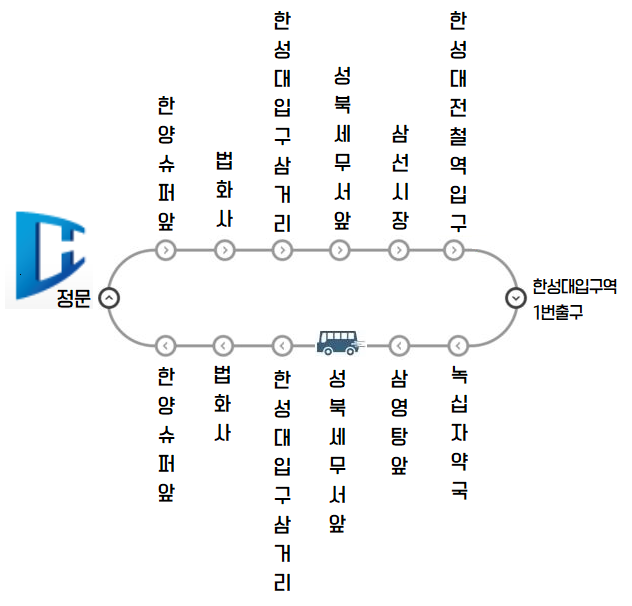 한양슈퍼앞
법화사
한성대입구삼거리
성북세무서앞
삼선시장
한성대전철역입구
정문
한성대입구역
1번출구
한양슈퍼앞
법화사
한성대입구삼거리
성북세무서앞
삼영탕앞
녹십자약국